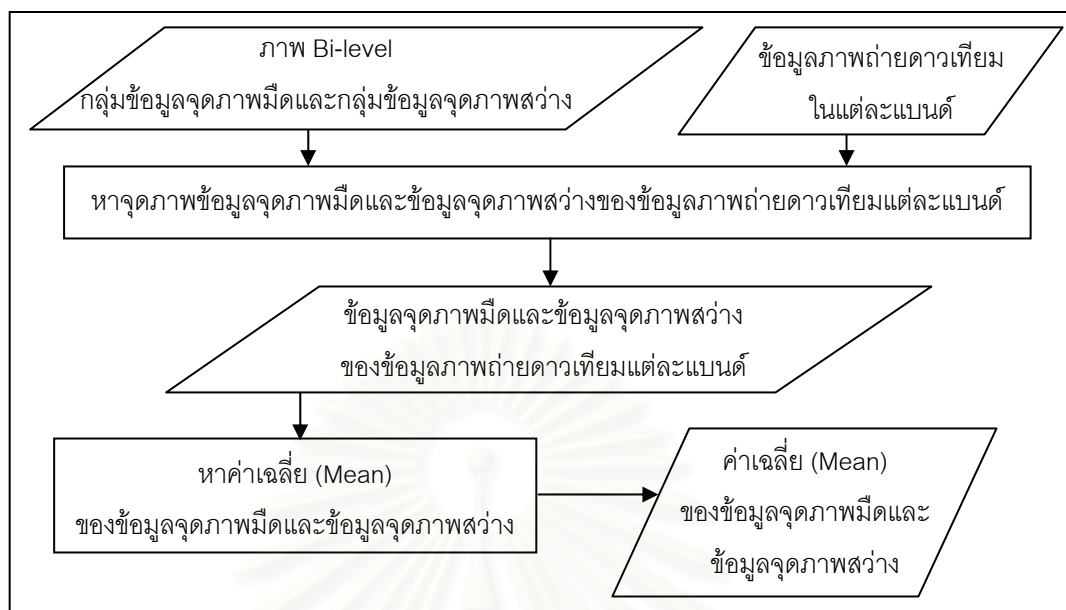 ภาพ Bi-level
กลุ่มข้อมูลจุดภาพมืดและกลุ่มข้อมูลจุดภาพสว่าง
ข้อมูลภาพถ่ายดาวเทียม
ในแต่ละแบนด์
หาจุดภาพข้อมูลจุดภาพมืดและข้อมูลจุดภาพสว่างของข้อมูลภาพถ่ายดาวเทียมแต่ละแบนด์
ข้อมูลจุดภาพมืดและข้อมูลจุดภาพสว่าง
ของข้อมูลภาพถ่ายดาวเทียมแต่ละแบนด์
หาค่าเฉลี่ย (Mean)
ของข้อมูลจุดภาพมืดและข้อมูลจุดภาพสว่าง
ค่าเฉลี่ย (Mean)
ของข้อมูลจุดภาพมืดและ
ข้อมูลจุดภาพสว่าง